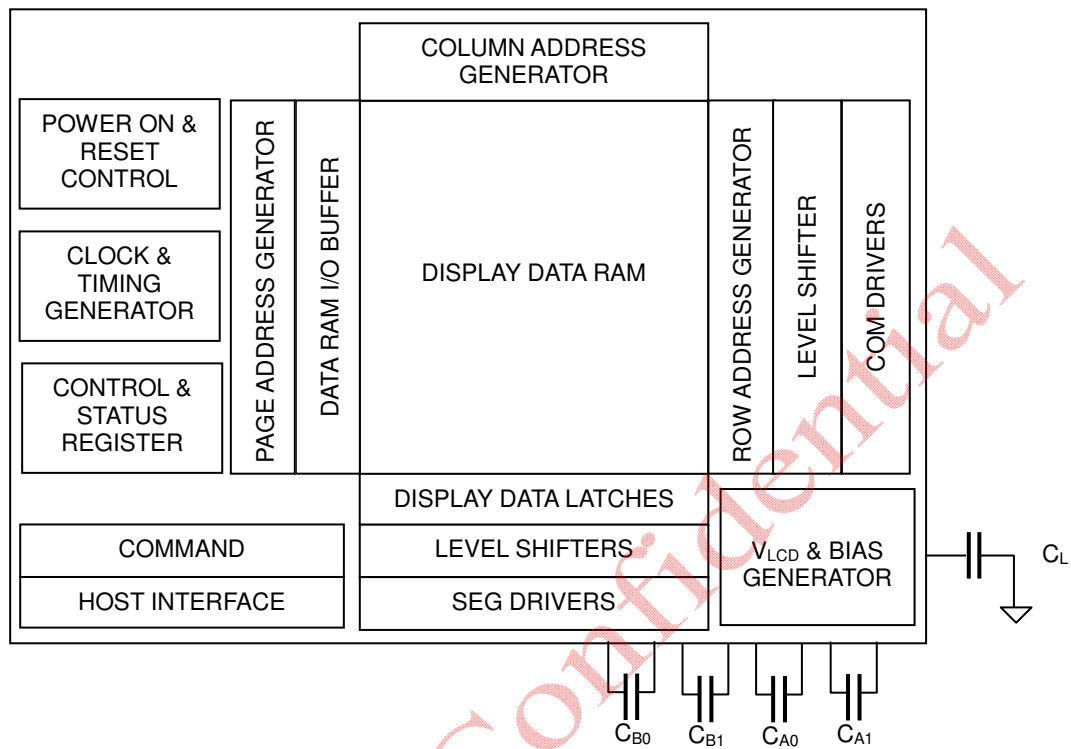 COLUMN ADDRESS
GENERATOR
POWER ON &
RESET
CONTROL
CLOCK &
TIMING
GENERATOR
CONTROL &
STATUS
REGISTER
PAGE ADDRESS GENERATOR
DATA RAM I/O BUFFER
DISPLAY DATA RAM
ROW ADDRESS GENERATOR
LEVEL SHIFTER
COM DRIVERS
DISPLAY DATA LATCHES
COMMAND
LEVEL SHIFTERS
HOST INTERFACE
SEG DRIVERS
VLCD & BIAS
GENERATOR
CL
CB0
CB1
CA0
CA1
Confidential